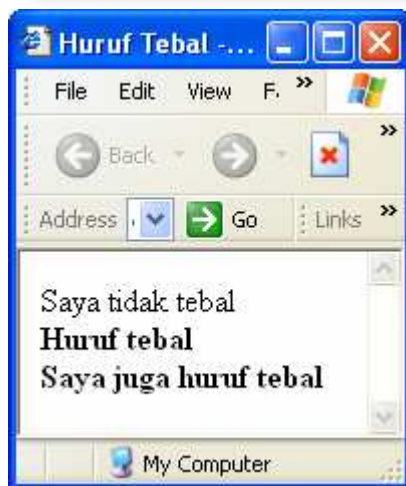 Huruf Tebal -...
File Edit View F. »
Back »
Address Go Links »
Saya tidak tebal
Huruf tebal
Saya juga huruf tebal
My Computer